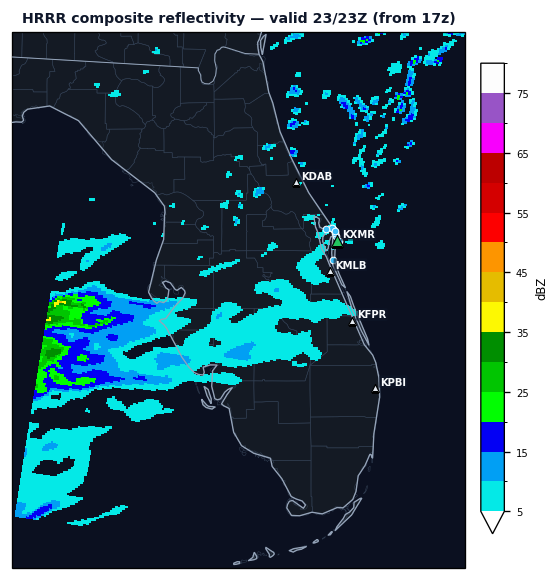 HRRR composite reflectivity — valid 23/23Z (from 17z)
KDAB
KXMR
KMLB
KFPR
KPBI
75
65
55
45
35
25
15
5
dBZ